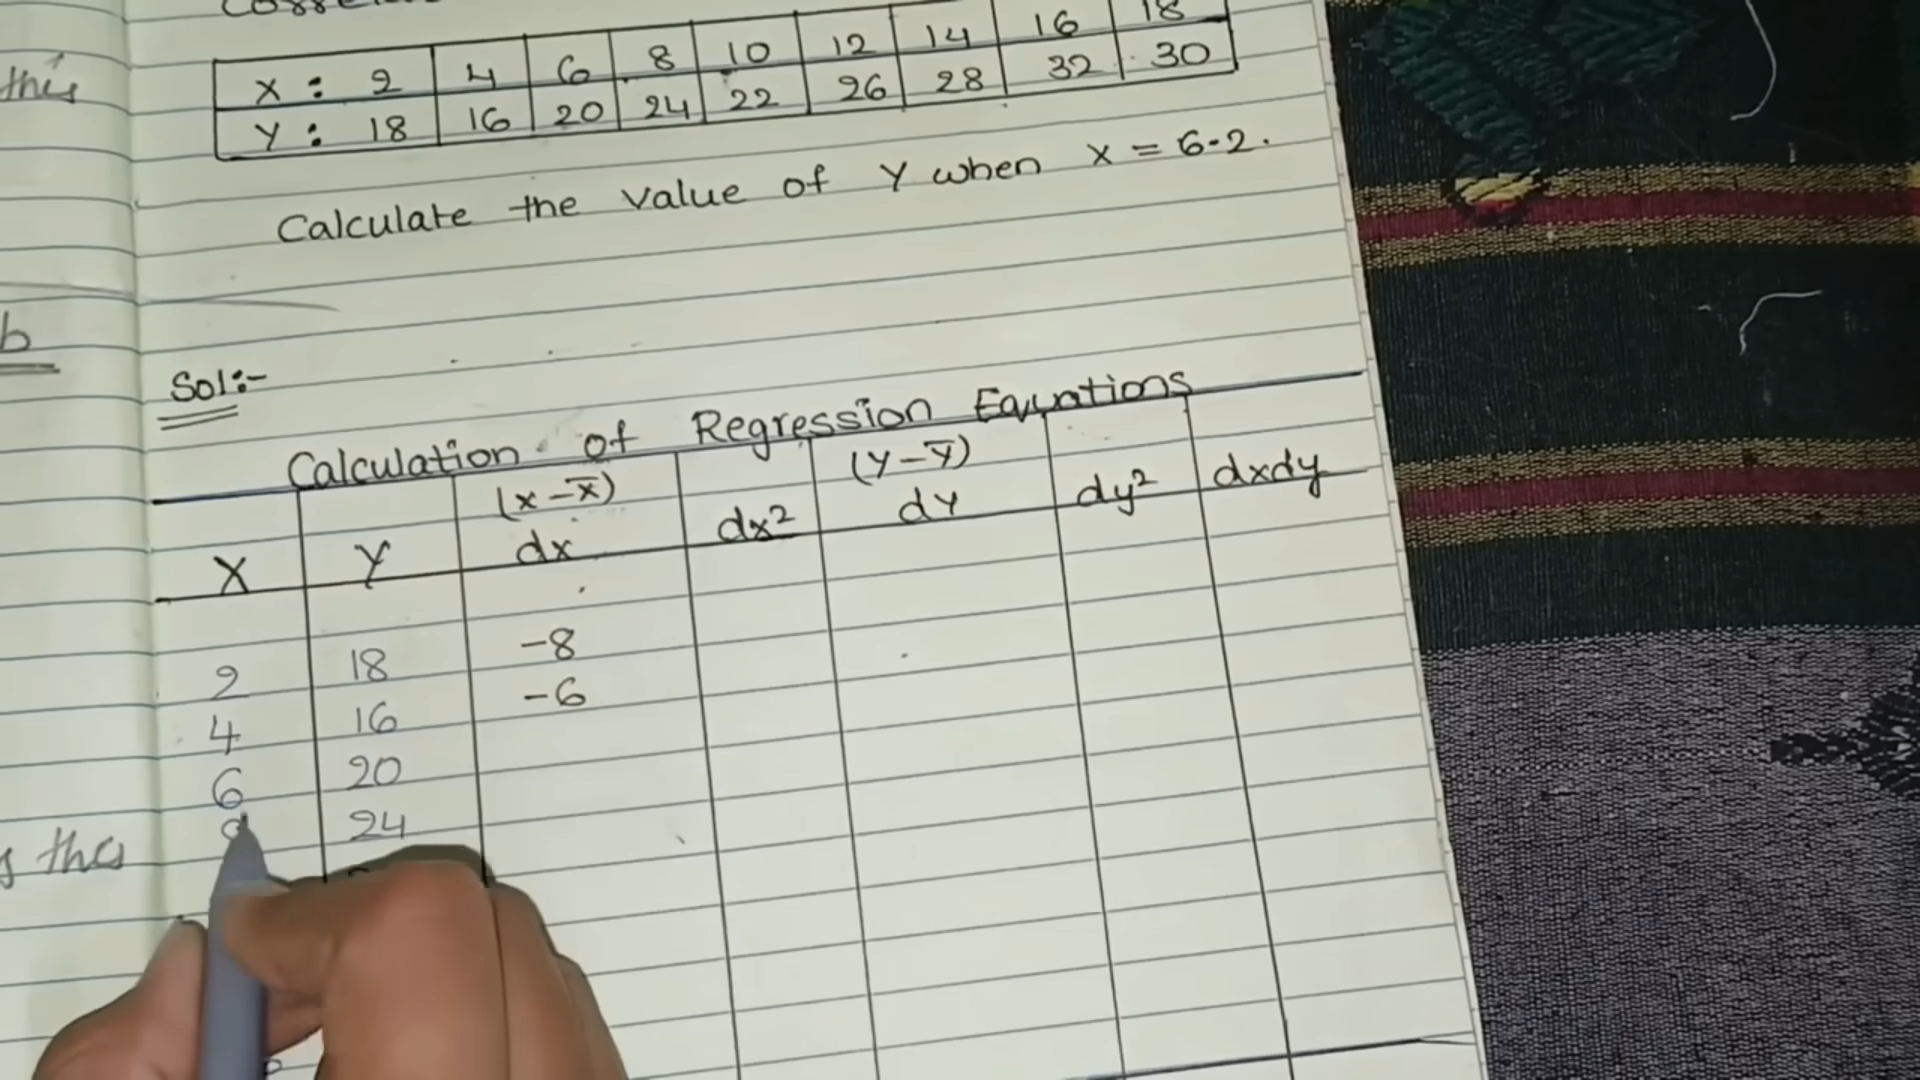 this
X : 2 4 6 8 10 12 14 16 18
Y : 18 16 20 24 22 26 28 32 30
Calculate the value of Y when X = 6.2.
b
Sol:-
Calculation of Regression Equations
X Y (x-x̅) dx dx² (y-y̅) dy dy² dxdy
2 18 -8
4 16 -6
6 20
24